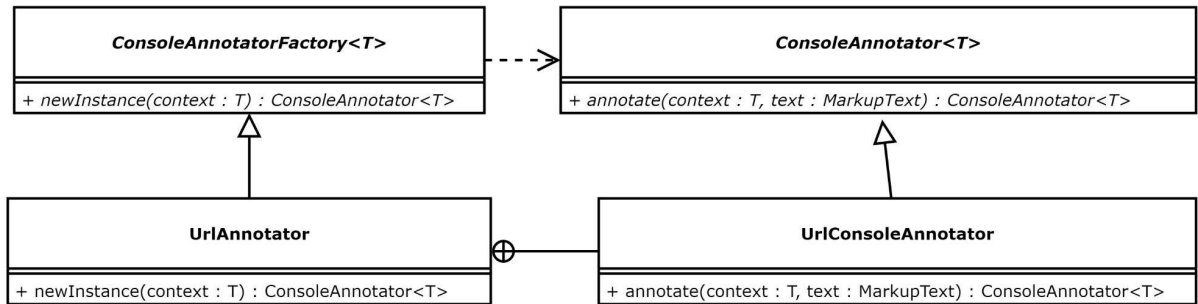 ConsoleAnnotatorFactory<T>
+ newInstance(context : T) : ConsoleAnnotator<T>
ConsoleAnnotator<T>
+ annotate(context : T, text : MarkupText) : ConsoleAnnotator<T>
UrlAnnotator
+ newInstance(context : T) : ConsoleAnnotator<T>
UrlConsoleAnnotator
+ annotate(context : T, text : MarkupText) : ConsoleAnnotator<T>